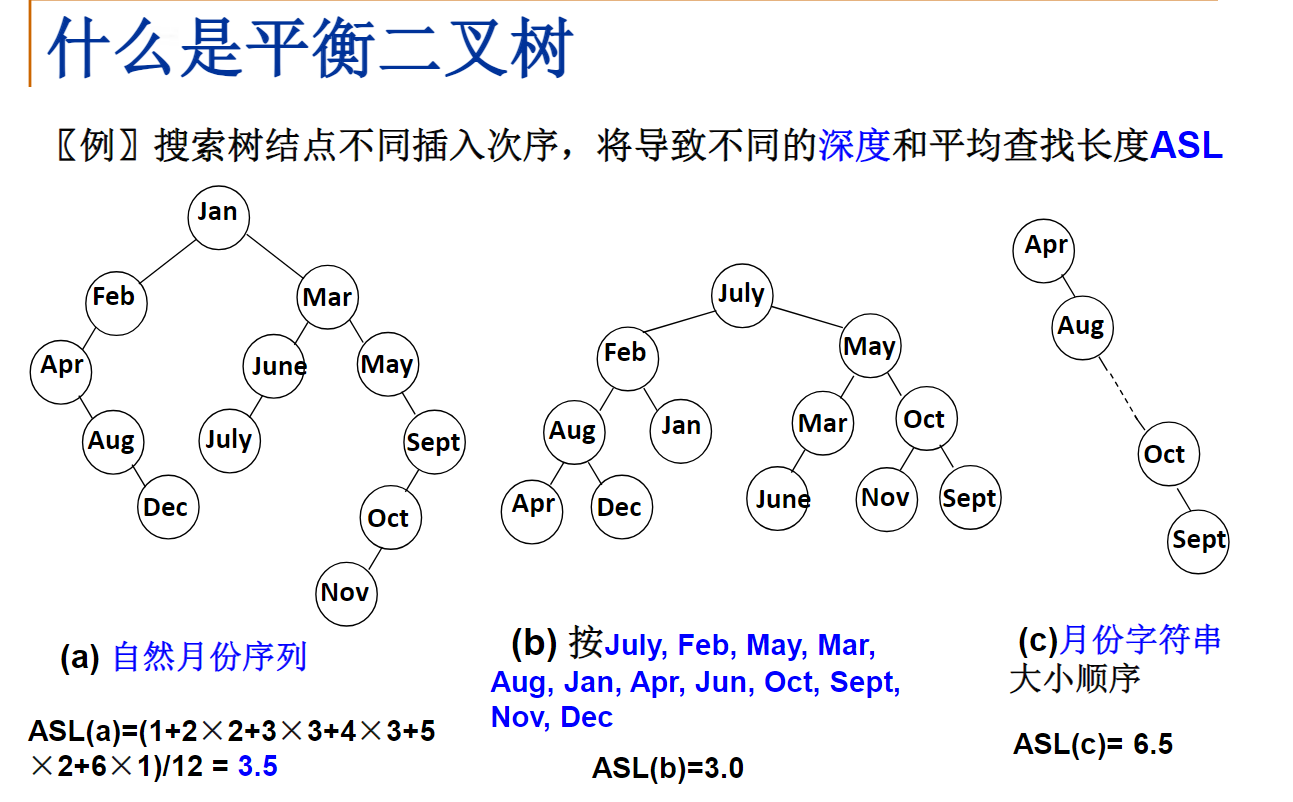 什么是平衡二叉树
〖例〗搜索树结点不同插入次序，将导致不同的深度和平均查找长度ASL
Jan
Feb
Mar
Apr
June
May
Aug
July
Sept
Dec
Oct
Nov
(a) 自然月份序列
ASL(a)=(1+2×2+3×3+4×3+5
×2+6×1)/12 = 3.5
July
Feb
May
Aug
Jan
Mar
Oct
Apr
Dec
June
Nov
Sept
(b) 按July, Feb, May, Mar,
Aug, Jan, Apr, Jun, Oct, Sept,
Nov, Dec
ASL(b)=3.0
Apr
Aug
Oct
Sept
(c)月份字符串
大小顺序
ASL(c)= 6.5